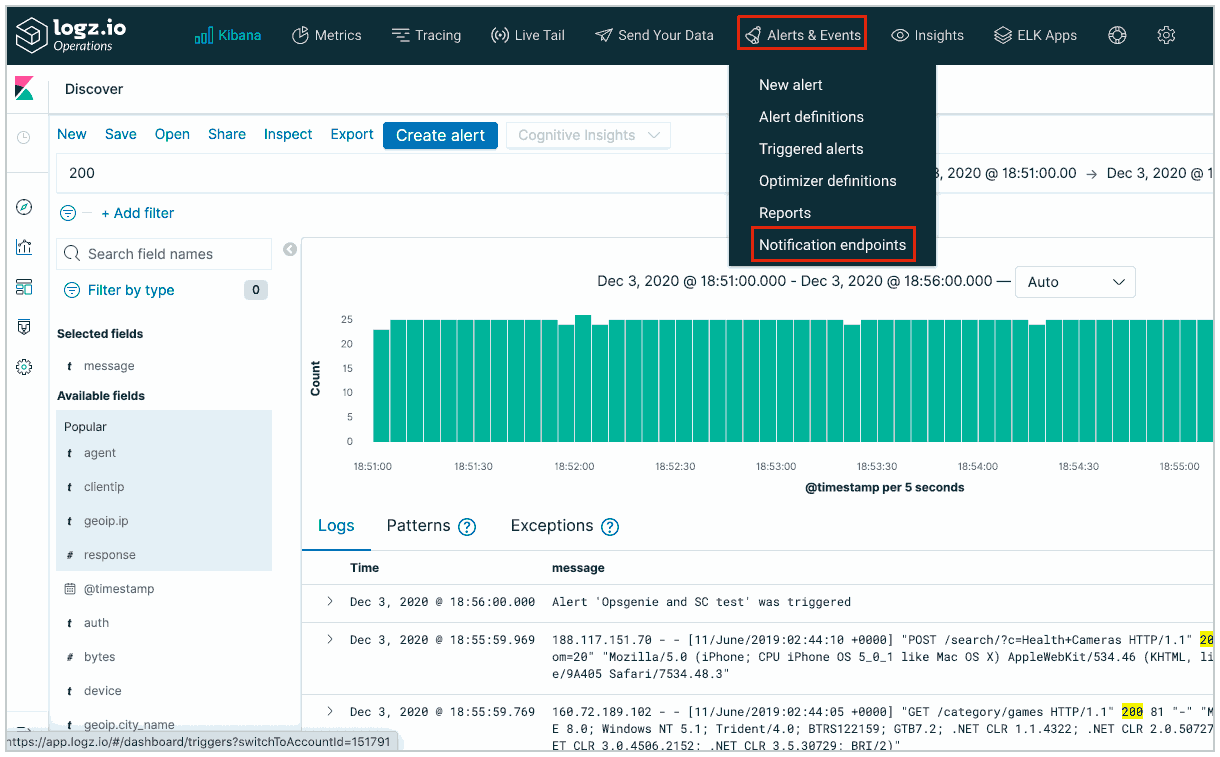 logz.io
Operations
Kibana
Metrics
Tracing
Live Tail
Send Your Data
Alerts & Events
Insights
ELK Apps
New alert
Alert definitions
Triggered alerts
Optimizer definitions
Reports
Notification endpoints
Discover
New Save Open Share Inspect Export Create alert Cognitive Insights
200
, 2020 @ 18:51:00.00 → Dec 3, 2020 @ 1
+ Add filter
Search field names
Filter by type 0
Selected fields
t message
Available fields
Popular
t agent
t clientip
t geoip.ip
# response
@timestamp
t auth
# bytes
t device
t geoip.city_name
Dec 3, 2020 @ 18:51:00.000 - Dec 3, 2020 @ 18:56:00.000 — Auto
Count
25
20
15
10
5
0
18:51:00 18:51:30 18:52:00 18:52:30 18:53:00 18:53:30 18:54:00 18:54:30 18:55:00
@timestamp per 5 seconds
Logs Patterns ? Exceptions ?
Time message
Dec 3, 2020 @ 18:56:00.000 Alert 'Opsgenie and SC test' was triggered
Dec 3, 2020 @ 18:55:59.969 188.117.151.70 - - [11/June/2019:02:44:10 +0000] "POST /search/?c=Health+Cameras HTTP/1.1" 20
om=20" "Mozilla/5.0 (iPhone; CPU iPhone OS 5_0_1 like Mac OS X) AppleWebKit/534.46 (KHTML, li
e/9A405 Safari/7534.48.3"
Dec 3, 2020 @ 18:55:59.769 160.72.189.102 - - [11/June/2019:02:44:05 +0000] "GET /category/games HTTP/1.1" 200 81 "-" "M
E 8.0; Windows NT 5.1; Trident/4.0; BTRS122159; GTB7.2; .NET CLR 1.1.4322; .NET CLR 2.0.50727
ET CLR 3.0.4506.2152; .NET CLR 3.5.30729; BRI/2)"
https://app.logz.io/#/dashboard/triggers?switchToAccountId=151791